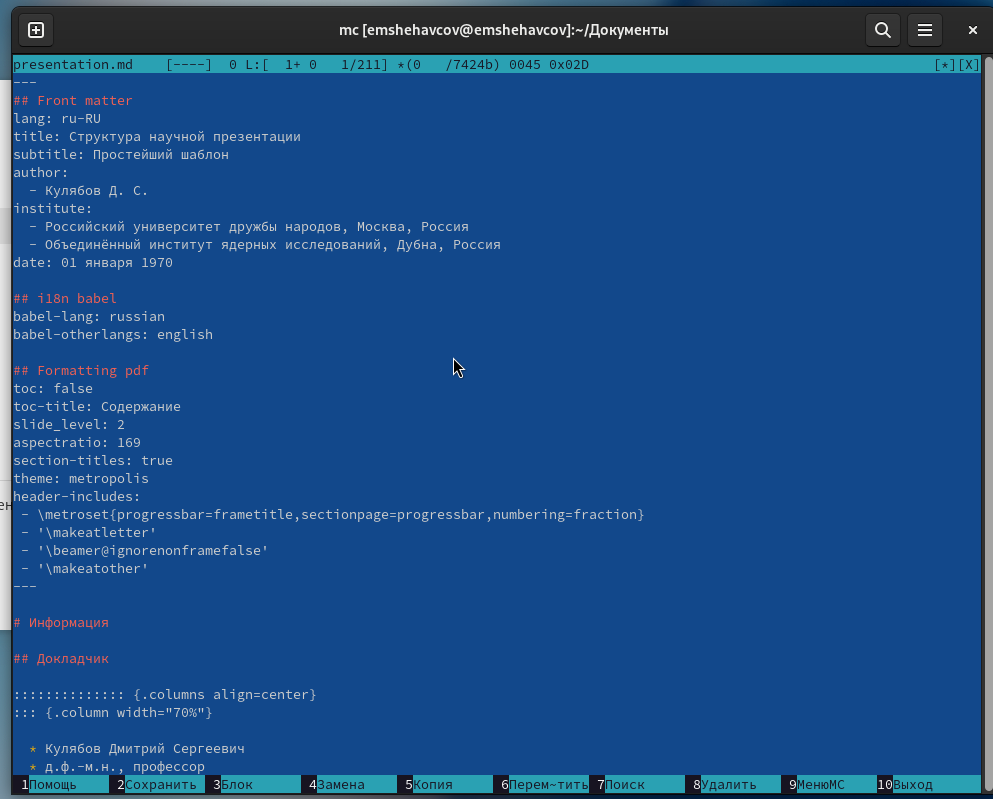 mc [emshehavcov@emshehavcov]:~/Документы
presentation.md [----] 0 L:[ 1+ 0 1/211] *(0 /7424b) 0045 0x02D [*][X]
---
## Front matter
lang: ru-RU
title: Структура научной презентации
subtitle: Простейший шаблон
author:
  - Кулябов Д. С.
institute:
  - Российский университет дружбы народов, Москва, Россия
  - Объединённый институт ядерных исследований, Дубна, Россия
date: 01 января 1970
## i18n babel
babel-lang: russian
babel-otherlangs: english
## Formatting pdf
toc: false
toc-title: Содержание
slide_level: 2
aspectratio: 169
section-titles: true
theme: metropolis
header-includes:
 - \metroset{progressbar=frametitle,sectionpage=progressbar,numbering=fraction}
 - '\makeatletter'
 - '\beamer@ignorenonframefalse'
 - '\makeatother'
---
# Информация
## Докладчик
:::::::::::::: {.columns align=center}
::: {.column width="70%"}
  * Кулябов Дмитрий Сергеевич
  * д.ф.-м.н., профессор
1Помощь 2Сохранить 3Блок 4Замена 5Копия 6Перем~тить 7Поиск 8Удалить 9МенюMC 10Выход